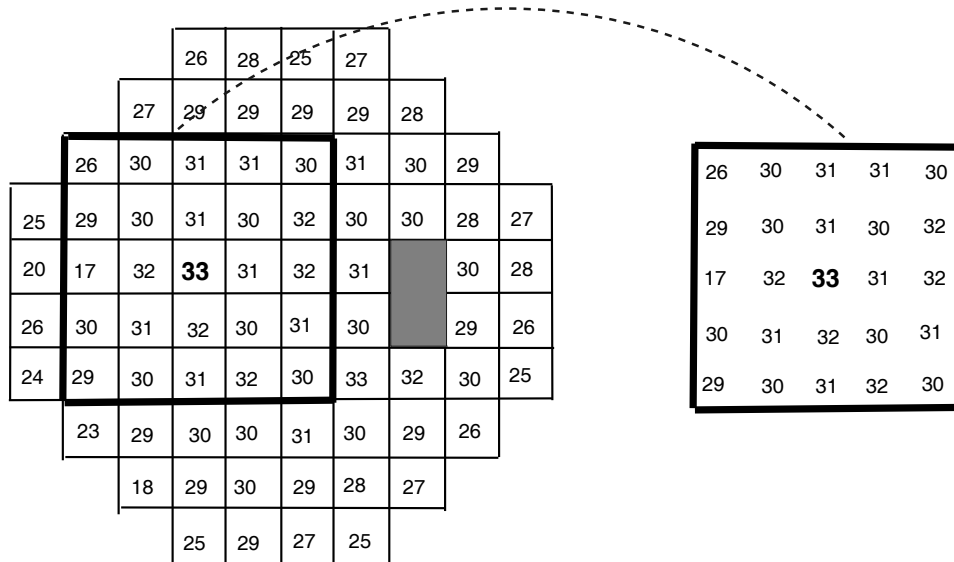 26 28 25 27
27 29 29 29 29 28
26 30 31 31 30 31 30 29
25 29 30 31 30 32 30 30 28 27
20 17 32 33 31 32 31 30 28
26 30 31 32 30 31 30 29 26
24 29 30 31 32 30 33 32 30 25
23 29 30 30 31 30 29 26
18 29 30 29 28 27
25 29 27 25
26 30 31 31 30
29 30 31 30 32
17 32 33 31 32
30 31 32 30 31
29 30 31 32 30